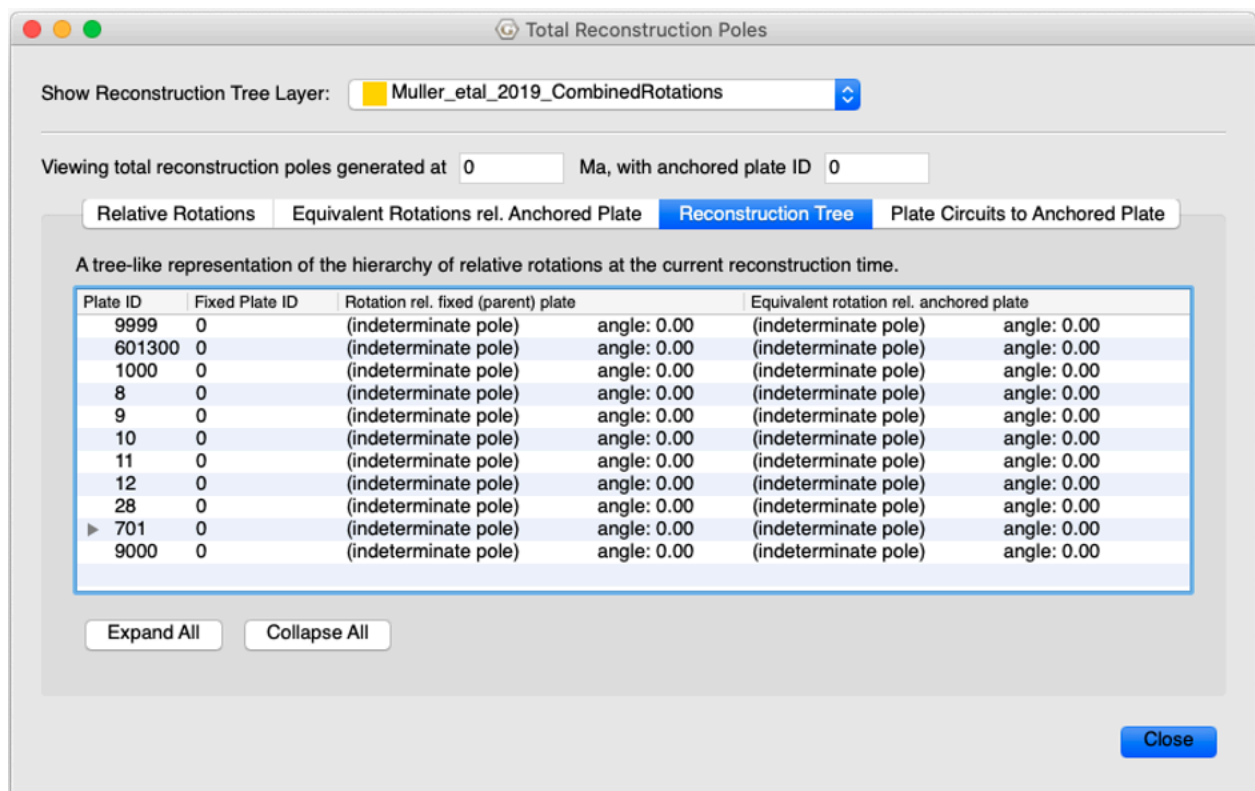 Total Reconstruction Poles
Show Reconstruction Tree Layer: Muller_etal_2019_CombinedRotations
Viewing total reconstruction poles generated at 0 Ma, with anchored plate ID 0
Relative Rotations Equivalent Rotations rel. Anchored Plate Reconstruction Tree Plate Circuits to Anchored Plate
A tree-like representation of the hierarchy of relative rotations at the current reconstruction time.
Plate ID Fixed Plate ID Rotation rel. fixed (parent) plate Equivalent rotation rel. anchored plate
9999 0 (indeterminate pole) angle: 0.00 (indeterminate pole) angle: 0.00
601300 0 (indeterminate pole) angle: 0.00 (indeterminate pole) angle: 0.00
1000 0 (indeterminate pole) angle: 0.00 (indeterminate pole) angle: 0.00
8 0 (indeterminate pole) angle: 0.00 (indeterminate pole) angle: 0.00
9 0 (indeterminate pole) angle: 0.00 (indeterminate pole) angle: 0.00
10 0 (indeterminate pole) angle: 0.00 (indeterminate pole) angle: 0.00
11 0 (indeterminate pole) angle: 0.00 (indeterminate pole) angle: 0.00
12 0 (indeterminate pole) angle: 0.00 (indeterminate pole) angle: 0.00
28 0 (indeterminate pole) angle: 0.00 (indeterminate pole) angle: 0.00
701 0 (indeterminate pole) angle: 0.00 (indeterminate pole) angle: 0.00
9000 0 (indeterminate pole) angle: 0.00 (indeterminate pole) angle: 0.00
Expand All Collapse All
Close